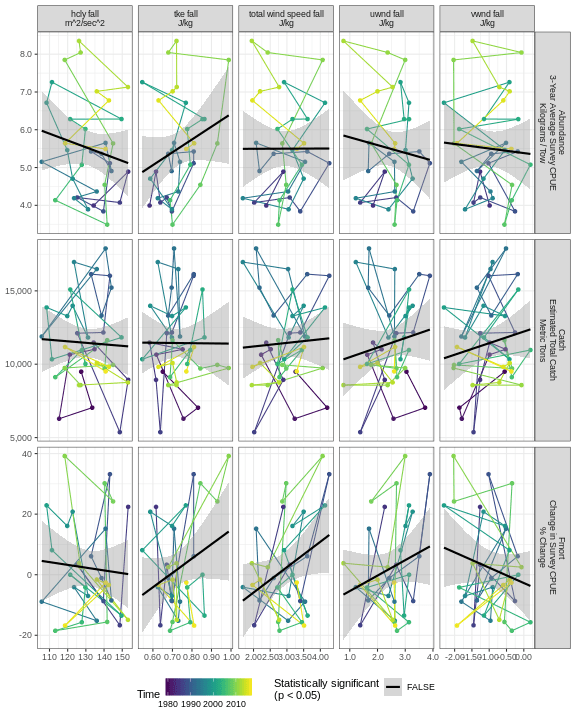 hcly fall
m^2/sec^2
tke fall
J/kg
total wind speed fall
J/kg
uwnd fall
J/kg
vwnd fall
J/kg
8.0
7.0
6.0
5.0
4.0
Abundance
3-Year Average Survey CPUE
Kilograms / Tow
15,000
10,000
5,000
Catch
Estimated Total Catch
Metric Tons
40
20
0
-20
Fmort
Change in Survey CPUE
% Change
110 120 130 140 150
0.60 0.70 0.80 0.90 1.00
2.00 2.50 3.00 3.50 4.00
1.0 2.0 3.0 4.0
-2.00 -1.50 -1.00 -0.50 0.00
Time
1980 1990 2000 2010
Statistically significant
(p < 0.05)
FALSE